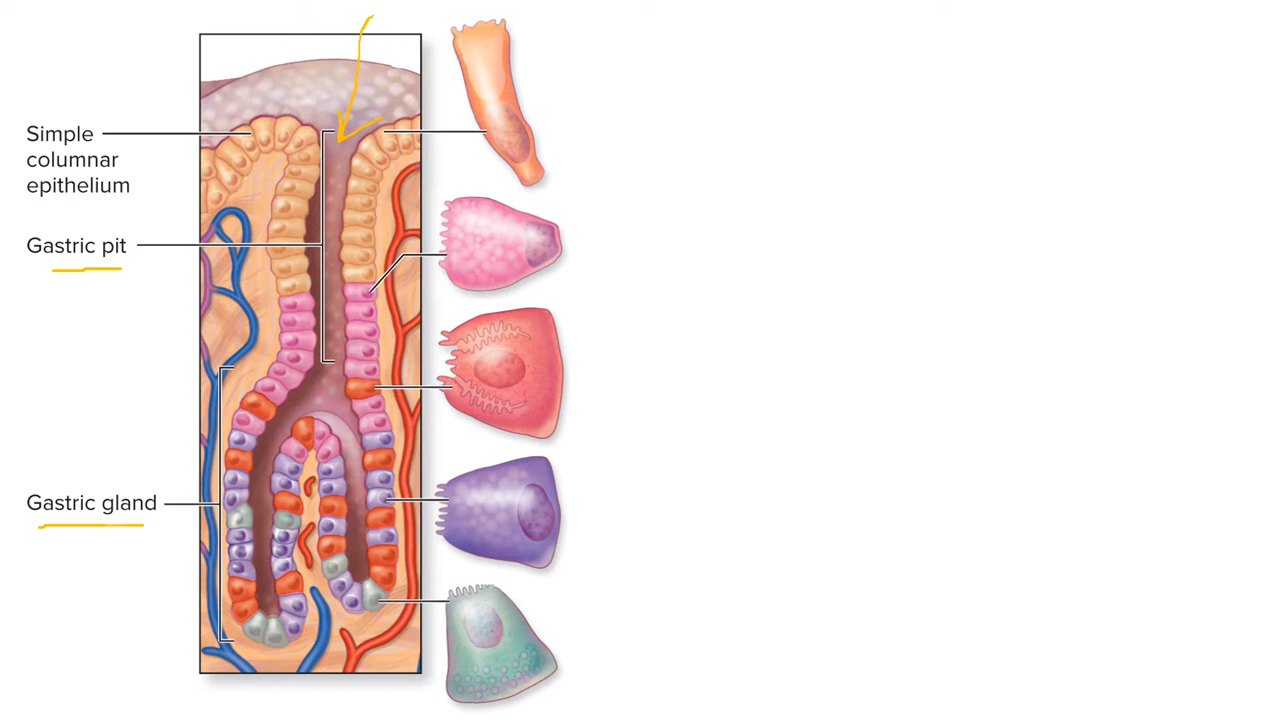 Simple
columnar
epithelium
Gastric pit
Gastric gland